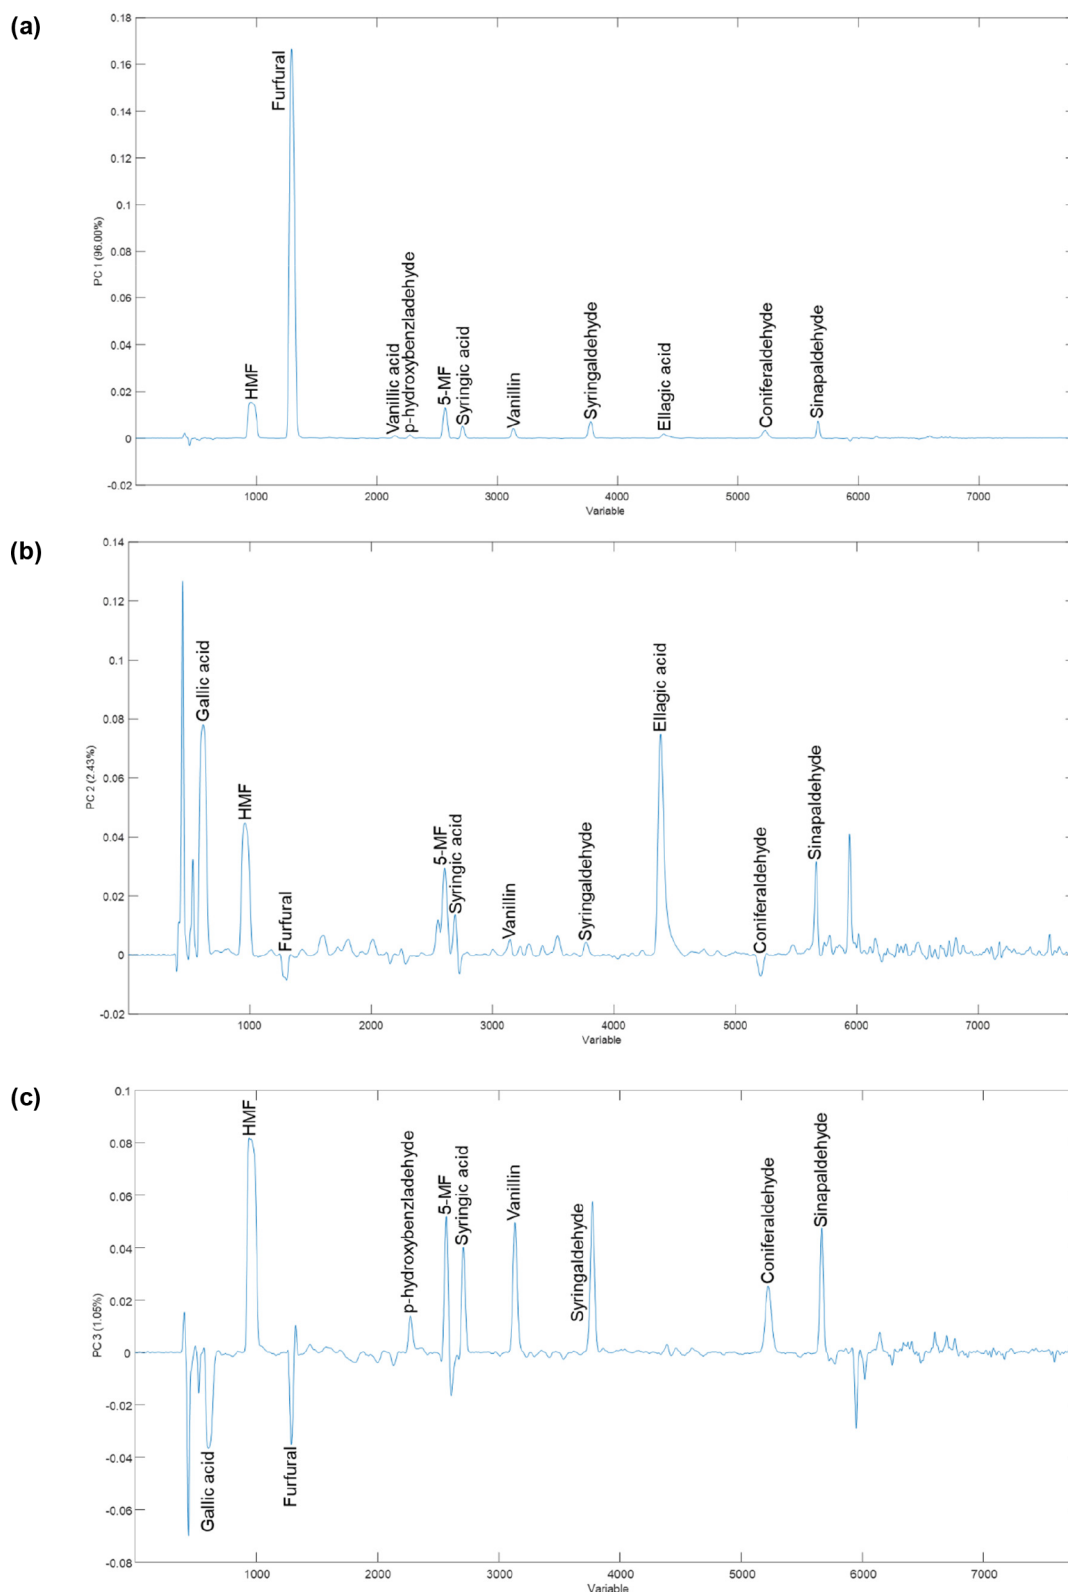 (a)
0.18
0.16
0.14
0.12
0.1
0.08
0.06
0.04
0.02
0
-0.02
PC 1 (96.00%)
HMF
Furfural
Vanillic acid
p-hydroxybenzladehyde
5-MF
Syringic acid
Vanillin
Syringaldehyde
Ellagic acid
Coniferaldehyde
Sinapaldehyde
1000 2000 3000 4000 5000 6000 7000
Variable
(b)
0.14
0.12
0.1
0.08
0.06
0.04
0.02
0
-0.02
PC 2 (2.43%)
Gallic acid
HMF
Furfural
5-MF
Syringic acid
Vanillin
Syringaldehyde
Ellagic acid
Coniferaldehyde
Sinapaldehyde
1000 2000 3000 4000 5000 6000 7000
Variable
(c)
0.1
0.08
0.06
0.04
0.02
0
-0.02
-0.04
-0.06
-0.08
PC 3 (1.05%)
Gallic acid
HMF
Furfural
p-hydroxybenzladehyde
5-MF
Syringic acid
Vanillin
Syringaldehyde
Coniferaldehyde
Sinapaldehyde
1000 2000 3000 4000 5000 6000 7000
Variable